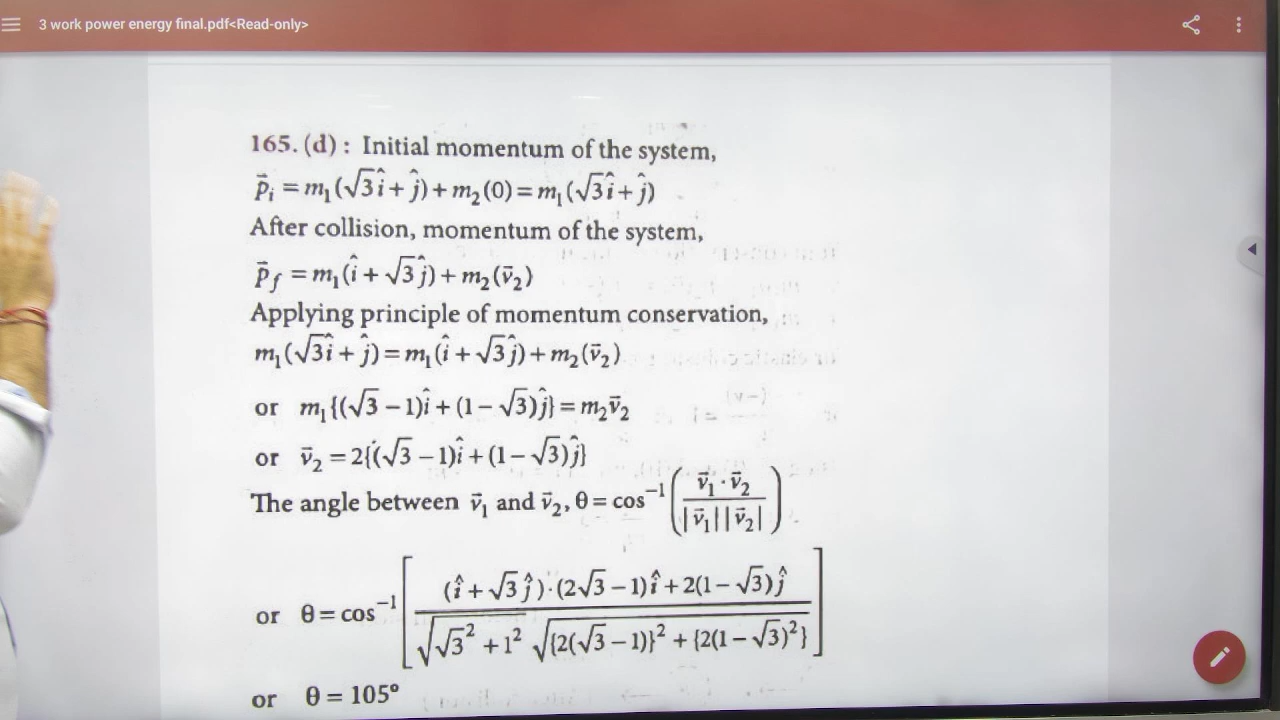 3 work power energy final.pdf<Read-only>
165. (d) : Initial momentum of the system,
p⃗ᵢ = m₁(√3î + ĵ) + m₂(0) = m₁(√3î + ĵ)
After collision, momentum of the system,
p⃗_f = m₁(î + √3ĵ) + m₂(v̄₂)
Applying principle of momentum conservation,
m₁(√3î + ĵ) = m₁(î + √3ĵ) + m₂(v̄₂)
or m₁{(√3 − 1)î + (1 − √3)ĵ} = m₂v̄₂
or v̄₂ = 2{(√3 − 1)î + (1 − √3)ĵ}
The angle between v̄₁ and v̄₂, θ = cos⁻¹(v̄₁ · v̄₂ / |v̄₁||v̄₂|)
or θ = cos⁻¹[(î + √3ĵ)·(2√3 − 1)î + 2(1 − √3)ĵ / √(√3² + 1²) √({2(√3 − 1)}² + {2(1 − √3)²})]
or θ = 105°